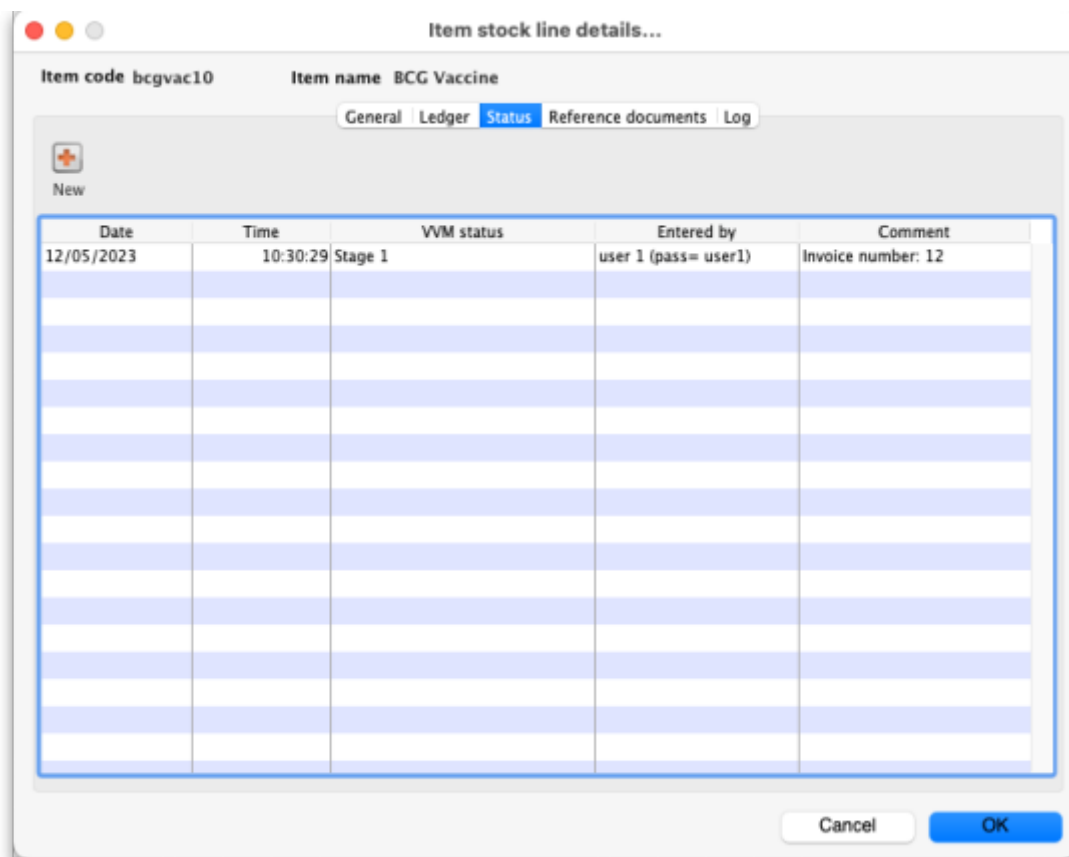 Item stock line details...
Item code bcgvac10 Item name BCG Vaccine
General Ledger Status Reference documents Log
New
Date Time VVM status Entered by Comment
12/05/2023 10:30:29 Stage 1 user 1 (pass= user1) Invoice number: 12
Cancel OK